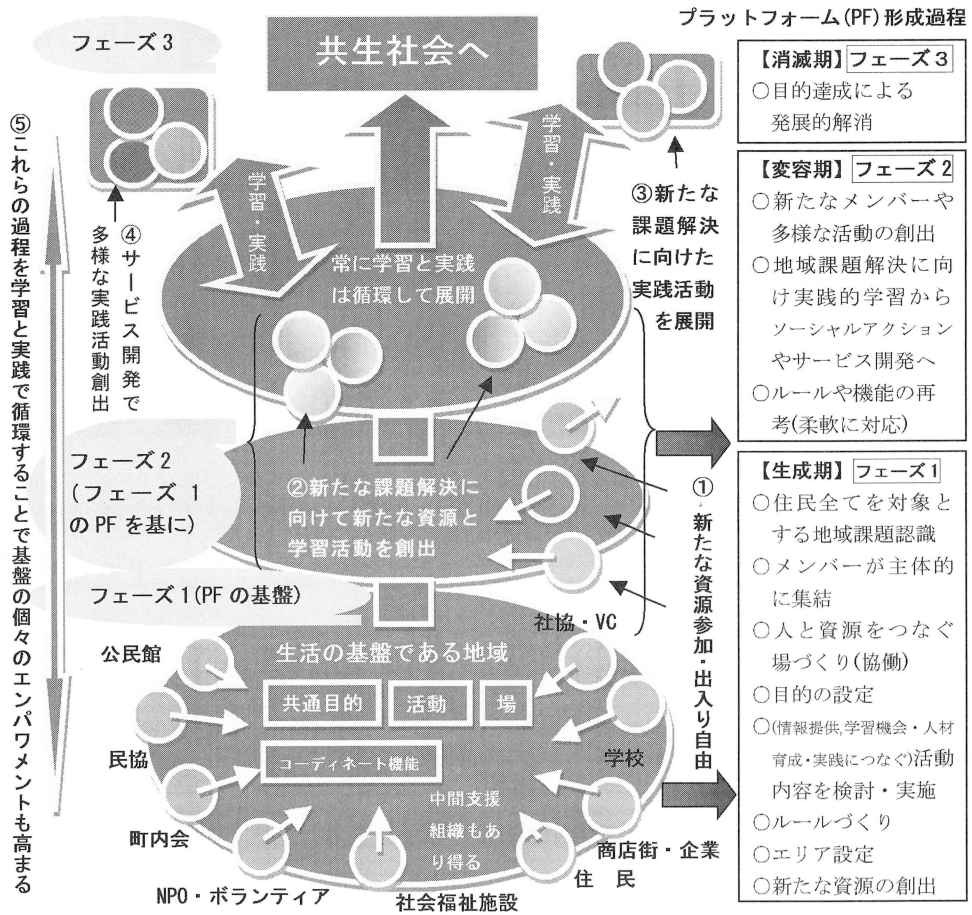 プラットフォーム(PF)形成過程
フェーズ3
共生社会へ
学習・実践
学習・実践
常に学習と実践
は循環して展開
③新たな
課題解決
に向けた
実践活動
を展開
④サービス開発で
多様な実践活動創出
⑤これらの過程を学習と実践で循環することで基盤の個々のエンパワメントも高まる
フェーズ2
(フェーズ 1
のPFを基に)
②新たな課題解決に
向けて新たな資源と
学習活動を創出
①新たな資源参加・出入り自由
フェーズ1(PFの基盤)
社協・VC
生活の基盤である地域
公民館
共通目的
活動
場
民協
コーディネート機能
学校
町内会
中間支援
組織もあ
り得る
商店街・企業
NPO・ボランティア
社会福祉施設
住 民
【消滅期】フェーズ3
○目的達成による
発展的解消
【変容期】フェーズ2
○新たなメンバーや
多様な活動の創出
○地域課題解決に向
け実践的学習から
ソーシャルアクション
やサービス開発へ
○ルールや機能の再
考(柔軟に対応)
【生成期】フェーズ1
○住民全てを対象と
する地域課題認識
○メンバーが主体的
に集結
○人と資源をつなぐ
場づくり(協働)
○目的の設定
○(情報提供,学習機会・人材
育成・実践につなぐ)活動
内容を検討・実施
○ルールづくり
○エリア設定
○新たな資源の創出